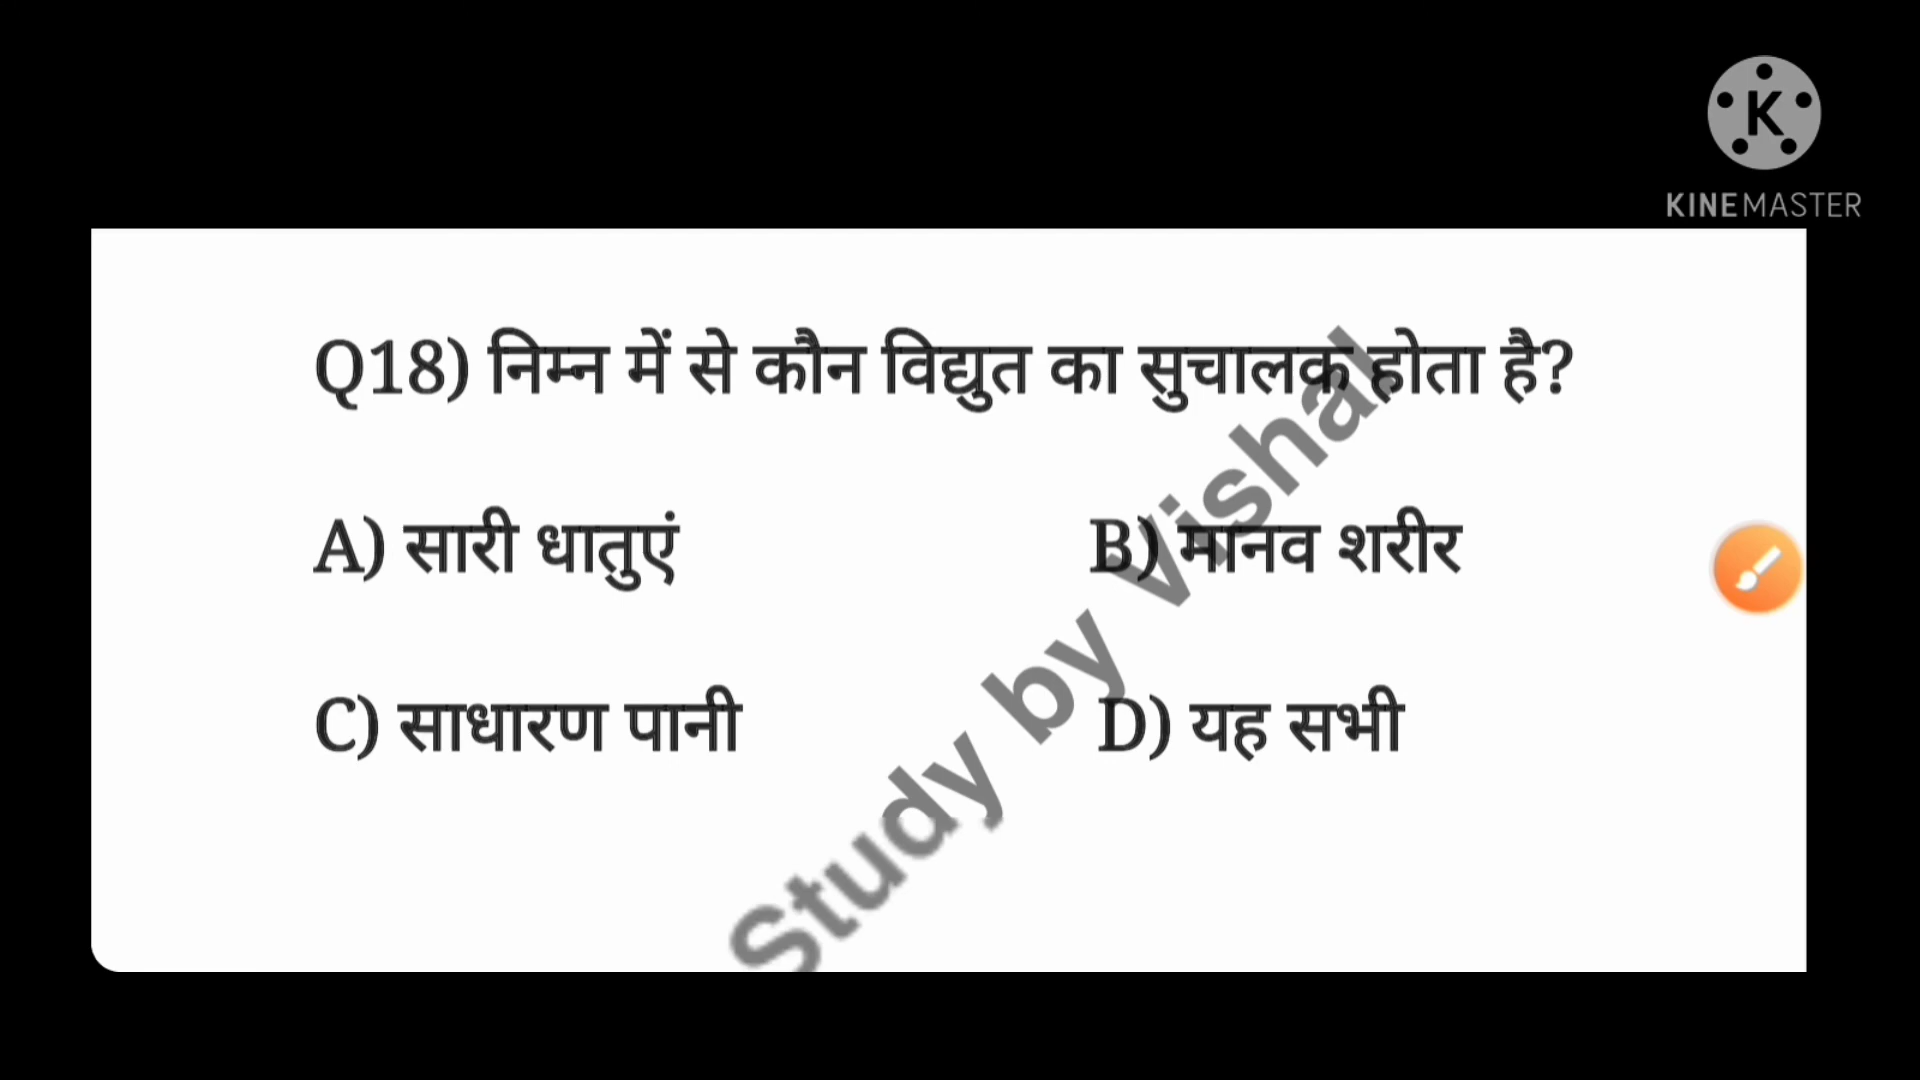 K
KINEMASTER
Q18) निम्न में से कौन विद्युत का सुचालक होता है?
A) सारी धातुएं B) मानव शरीर
C) साधारण पानी D) यह सभी
Study by Vishal